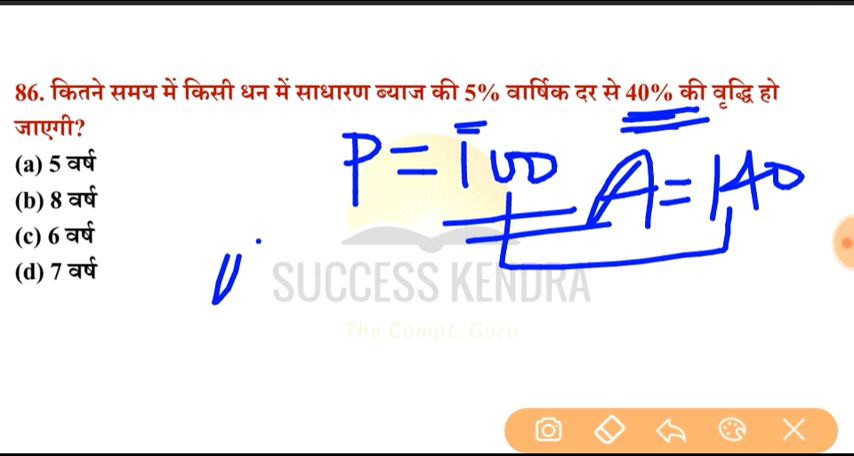 86. कितने समय में किसी धन में साधारण ब्याज की 5% वार्षिक दर से 40% की वृद्धि हो
जाएगी?
(a) 5 वर्ष
P = 100
A = 140
(b) 8 वर्ष
(c) 6 वर्ष
(d) 7 वर्ष
SUCCESS KENDRA
The Compt. Guru